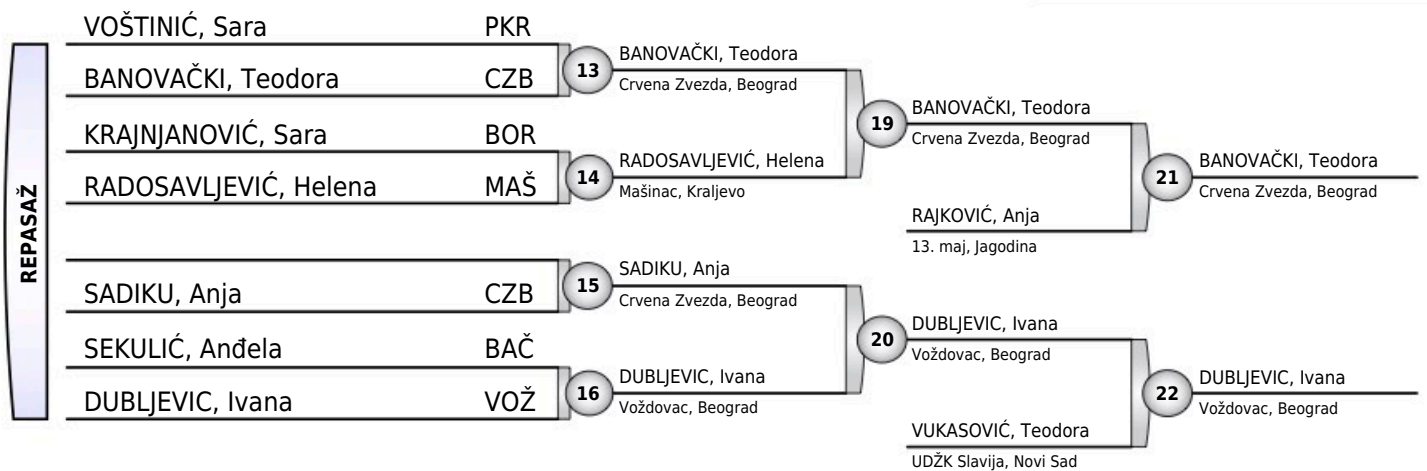 REPASAŽ
VOŠTINIĆ, Sara PKR
BANOVAČKI, Teodora CZB
KRAJNJANOVIĆ, Sara BOR
RADOSAVLJEVIĆ, Helena MAŠ
SADIKU, Anja CZB
SEKULIĆ, Anđela BAČ
DUBLJEVIC, Ivana VOŽ
13
BANOVAČKI, Teodora
Crvena Zvezda, Beograd
14
RADOSAVLJEVIĆ, Helena
Mašinac, Kraljevo
15
SADIKU, Anja
Crvena Zvezda, Beograd
16
DUBLJEVIC, Ivana
Voždovac, Beograd
19
BANOVAČKI, Teodora
Crvena Zvezda, Beograd
RAJKOVIĆ, Anja
13. maj, Jagodina
20
DUBLJEVIC, Ivana
Voždovac, Beograd
VUKASOVIĆ, Teodora
UDŽK Slavija, Novi Sad
21
BANOVAČKI, Teodora
Crvena Zvezda, Beograd
22
DUBLJEVIC, Ivana
Voždovac, Beograd